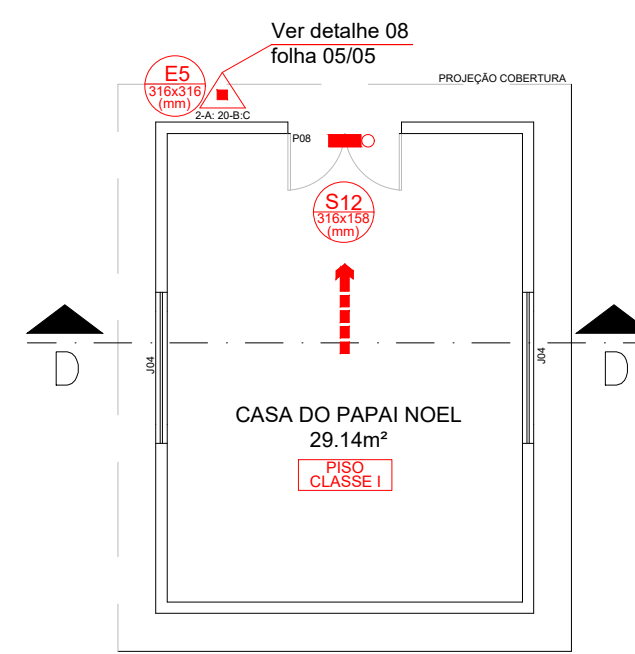 Ver detalhe 08
folha 05/05
E5
316x316
(mm)
2-A: 20-B:C
PROJEÇÃO COBERTURA
P08
S12
316x158
(mm)
J04
J04
D
D
CASA DO PAPAI NOEL
29.14m²
PISO
CLASSE I